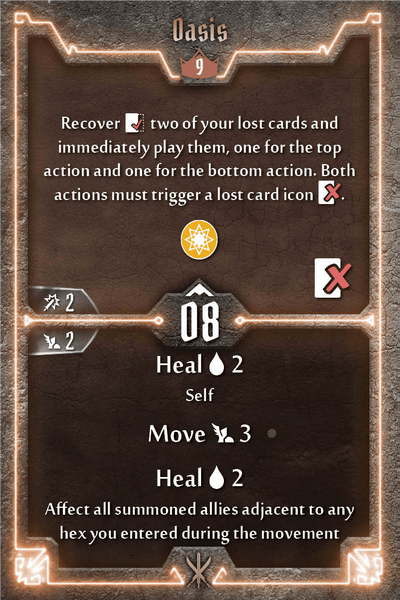 Oasis
9
Recover two of your lost cards and
immediately play them, one for the top
action and one for the bottom action. Both
actions must trigger a lost card icon .
2
08
2
Heal 2
Self
Move 3
Heal 2
Affect all summoned allies adjacent to any
hex you entered during the movement